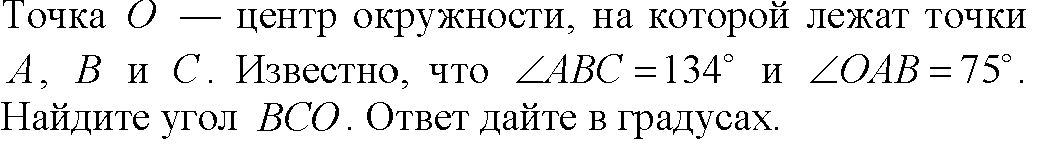 Точка O — центр окружности, на которой лежат точки
A, B и C. Известно, что ∠ABC = 134° и ∠OAB = 75°.
Найдите угол BCO. Ответ дайте в градусах.